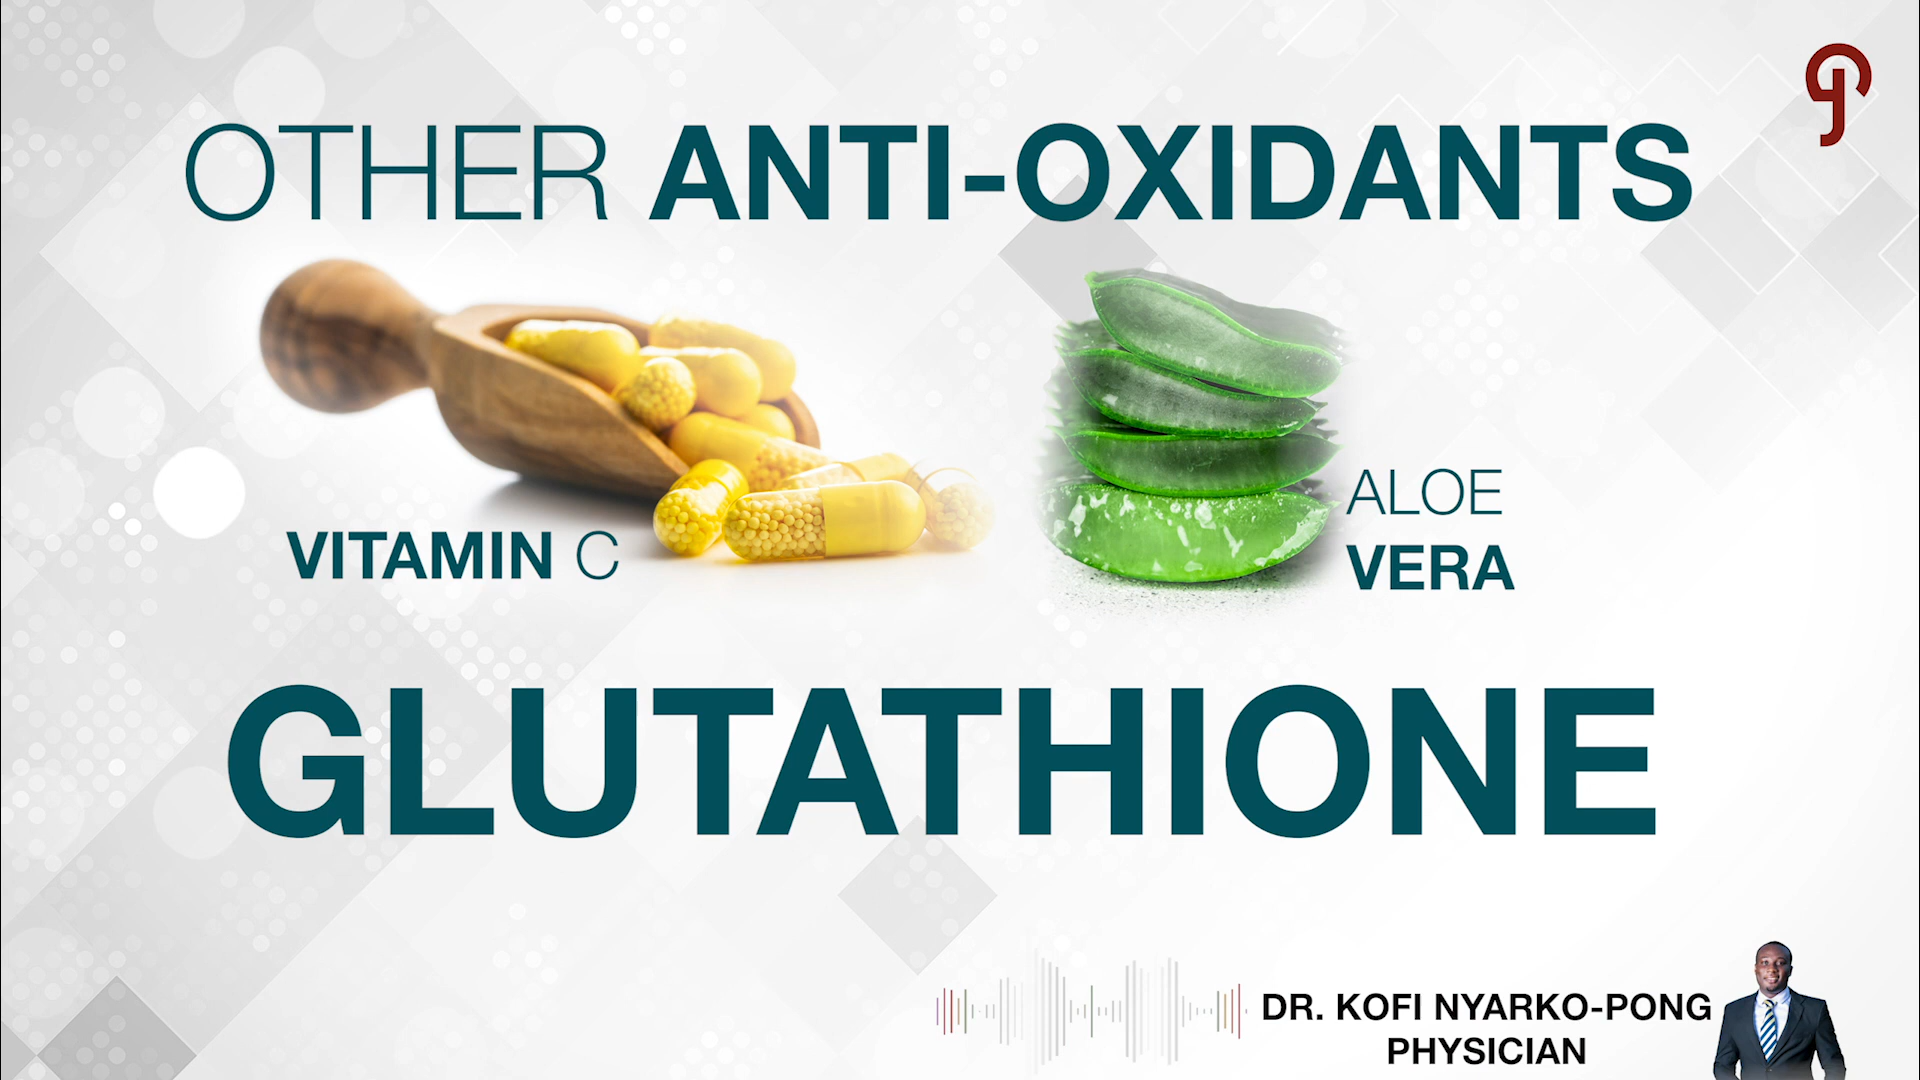 OTHER ANTI-OXIDANTS
VITAMIN C
ALOE
VERA
GLUTATHIONE
DR. KOFI NYARKO-PONG
PHYSICIAN